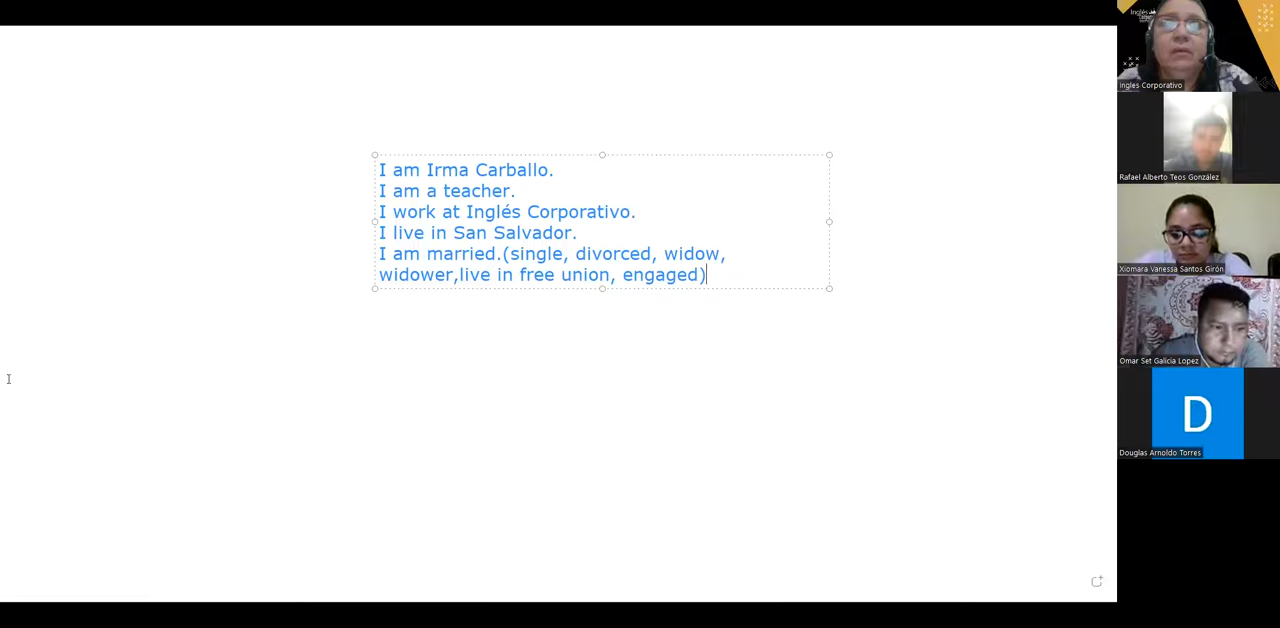 I am Irma Carballo.
I am a teacher.
I work at Inglés Corporativo.
I live in San Salvador.
I am married.(single, divorced, widow,
widower,live in free union, engaged)
Inglés
Ingles Corporativo
Rafael Alberto Teos González
Xiomara Vanessa Santos Girón
Omar Set Galicia Lopez
D
Douglas Arnoldo Torres